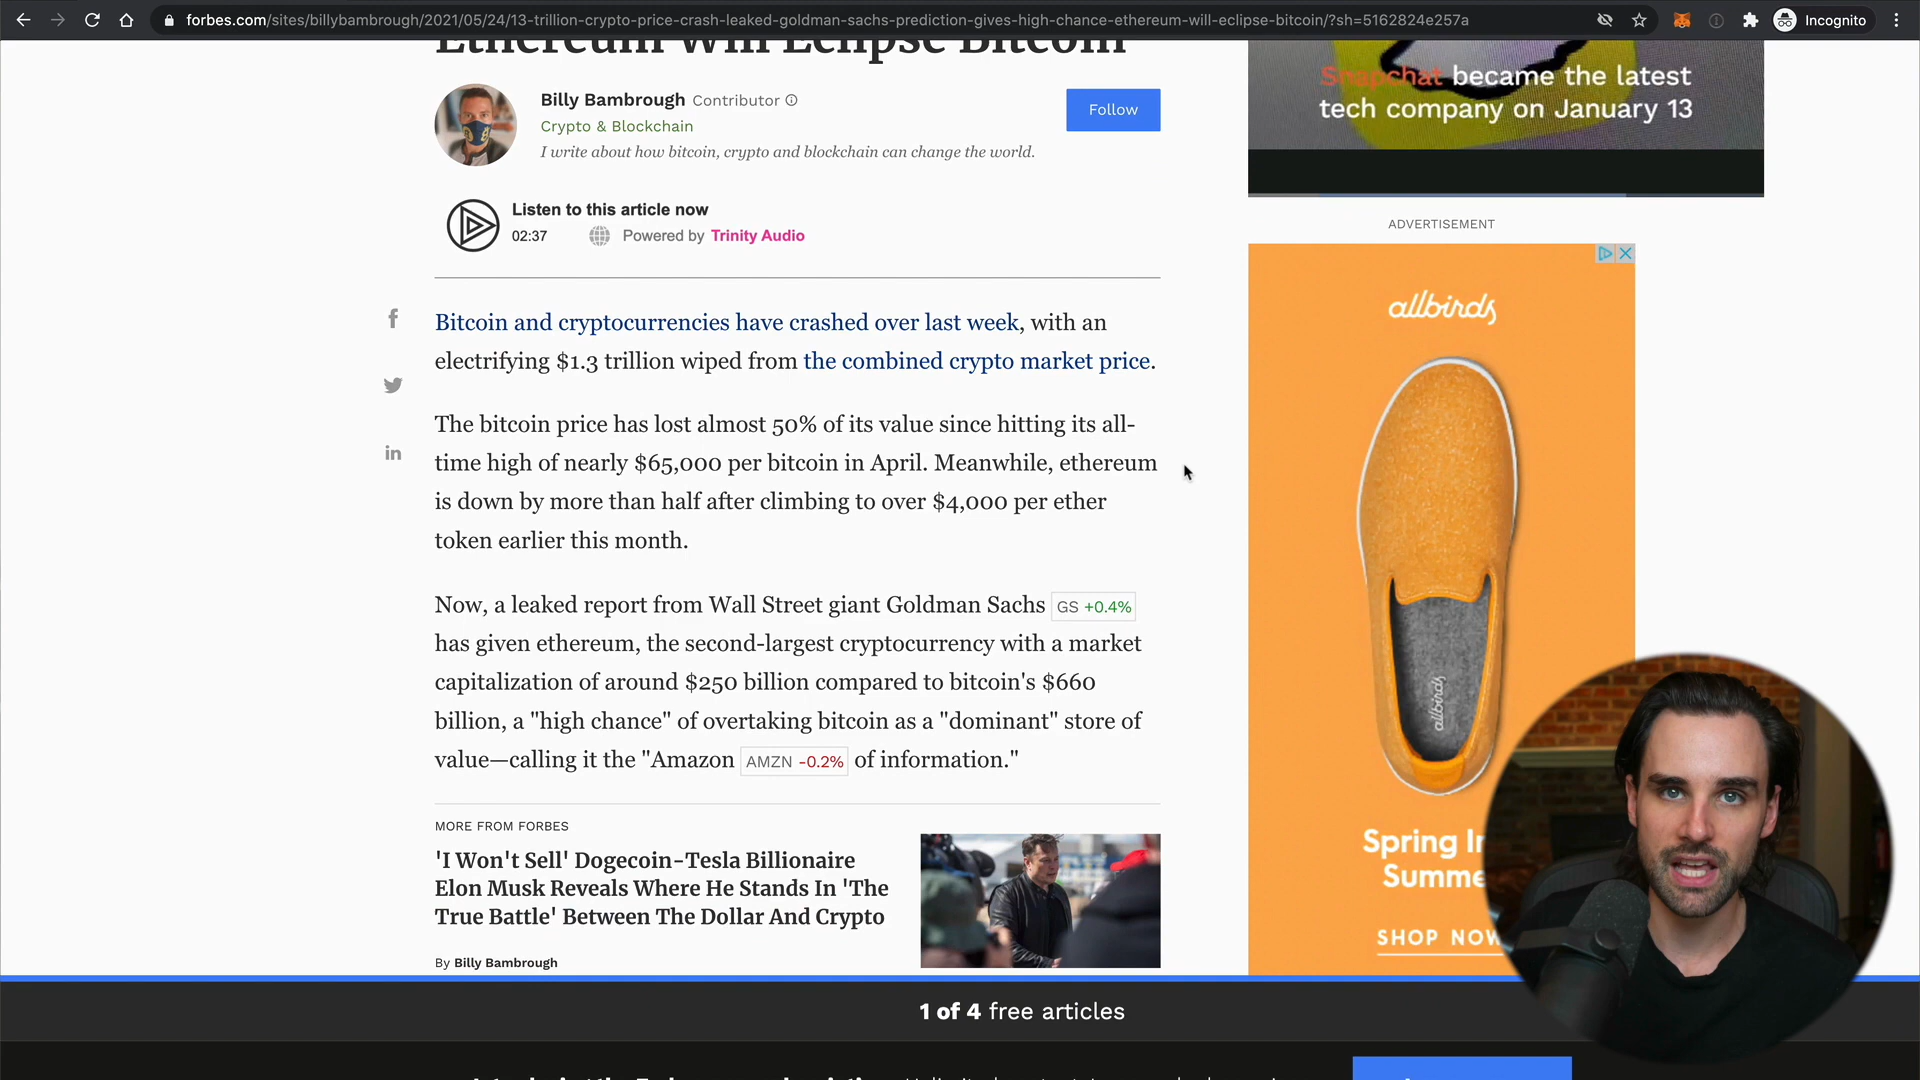 forbes.com/sites/billybambrough/2021/05/24/13-trillion-crypto-price-crash-leaked-goldman-sachs-prediction-gives-high-chance-ethereum-will-eclipse-bitcoin/?sh=5162824e257a
Incognito
Ethereum Will Eclipse Bitcoin
Billy Bambrough Contributor
Crypto & Blockchain
I write about how bitcoin, crypto and blockchain can change the world.
Follow
Listen to this article now
02:37 Powered by Trinity Audio
Bitcoin and cryptocurrencies have crashed over last week, with an
electrifying $1.3 trillion wiped from the combined crypto market price.
The bitcoin price has lost almost 50% of its value since hitting its all-
time high of nearly $65,000 per bitcoin in April. Meanwhile, ethereum
is down by more than half after climbing to over $4,000 per ether
token earlier this month.
Now, a leaked report from Wall Street giant Goldman Sachs GS +0.4%
has given ethereum, the second-largest cryptocurrency with a market
capitalization of around $250 billion compared to bitcoin's $660
billion, a "high chance" of overtaking bitcoin as a "dominant" store of
value—calling it the "Amazon AMZN -0.2% of information."
MORE FROM FORBES
'I Won't Sell' Dogecoin-Tesla Billionaire
Elon Musk Reveals Where He Stands In 'The
True Battle' Between The Dollar And Crypto
By Billy Bambrough
Snapchat became the latest
tech company on January 13
ADVERTISEMENT
allbirds
allbirds
Spring
Summe
SHOP NOW
1 of 4 free articles